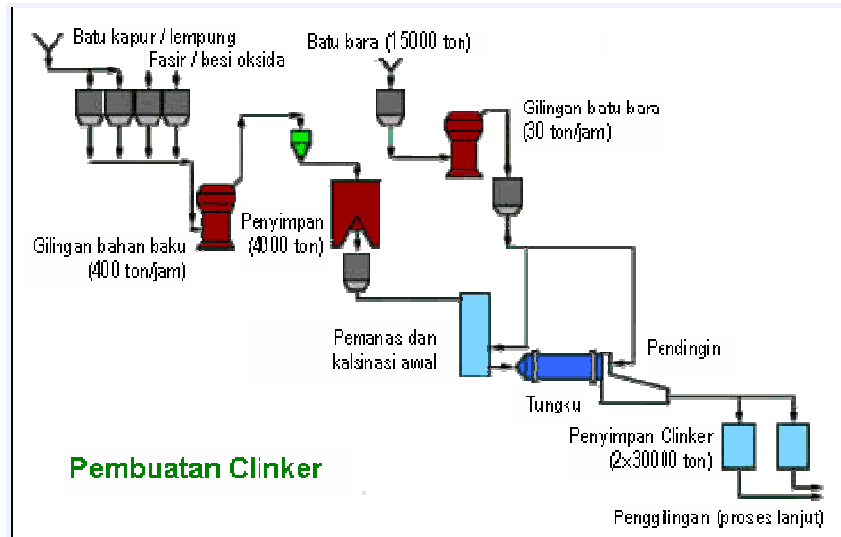 Batu kapur / lempung
Fasir / besi oksida
Batu bara (15000 ton)
Gilingan batu bara
(30 ton/jam)
Penyimpan
(4000 ton)
Gilingan bahan baku
(400 ton/jam)
Pemanas dan
kalsinasi awal
Pendingin
Tungku
Penyimpan Clinker
(2x30000 ton)
Pembuatan Clinker
Penggilingan (proses lanjut)